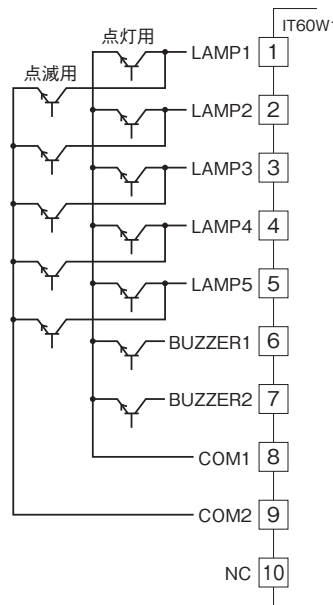 IT60W1
点灯用
点滅用
LAMP1 1
LAMP2 2
LAMP3 3
LAMP4 4
LAMP5 5
BUZZER1 6
BUZZER2 7
COM1 8
COM2 9
NC 10